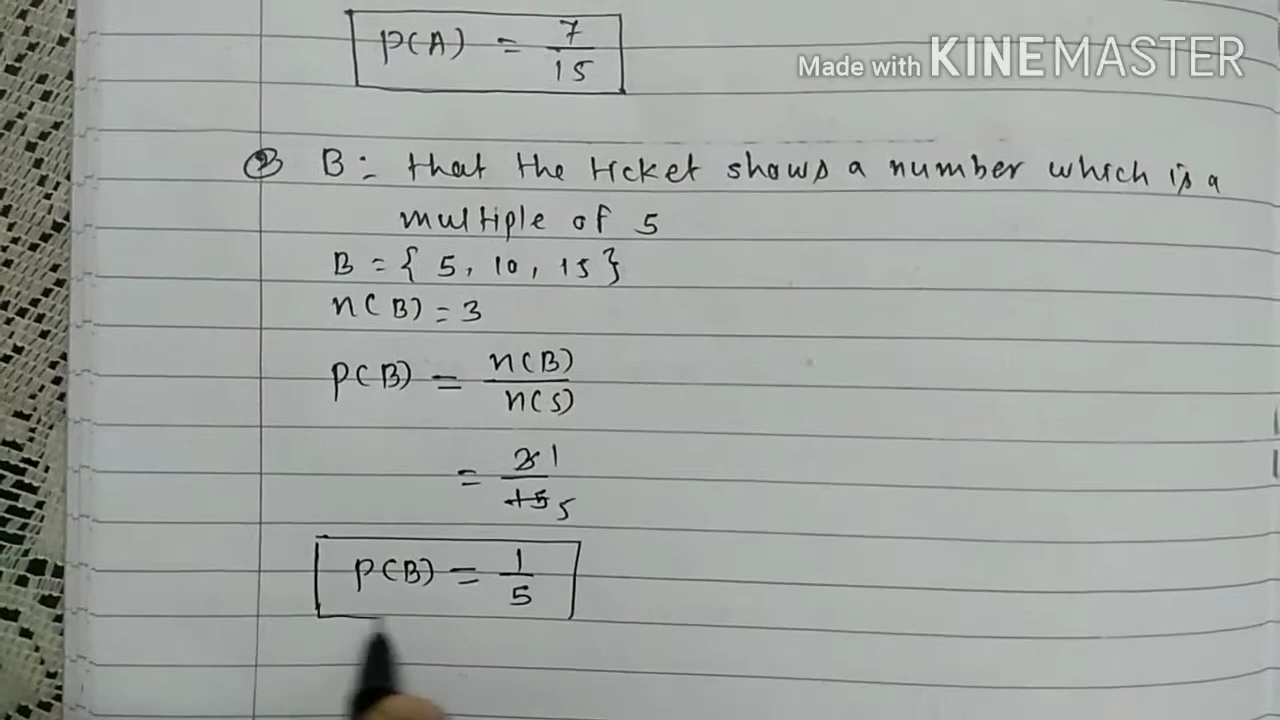 P(A) = 7/15
Made with KINEMASTER
② B: that the ticket shows a number which is a
multiple of 5
B = { 5, 10, 15 }
n(B) = 3
P(B) = n(B)/n(S)
= 3 1/15 5
P(B) = 1/5